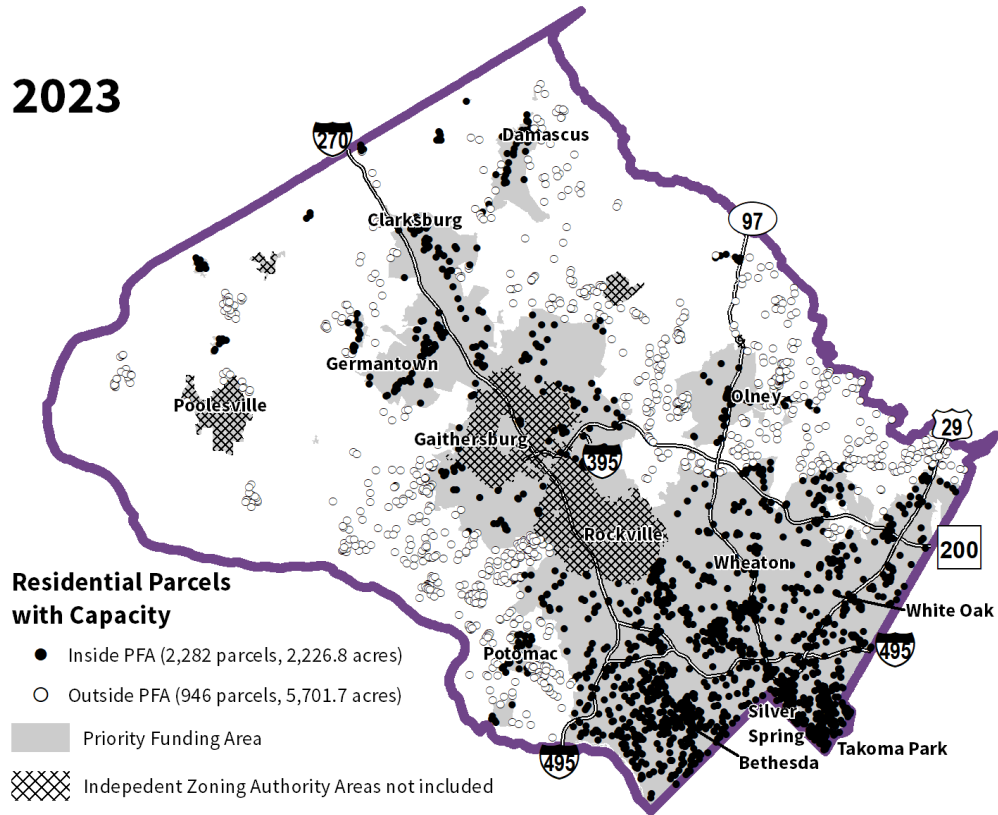 2023
270
Damascus
Clarksburg
97
Germantown
Poolesville
Olney
29
Gaithersburg
395
Rockville
200
Wheaton
White Oak
495
Potomac
Silver
Spring
Takoma Park
Bethesda
495
Residential Parcels
with Capacity
Inside PFA (2,282 parcels, 2,226.8 acres)
Outside PFA (946 parcels, 5,701.7 acres)
Priority Funding Area
Indepedent Zoning Authority Areas not included